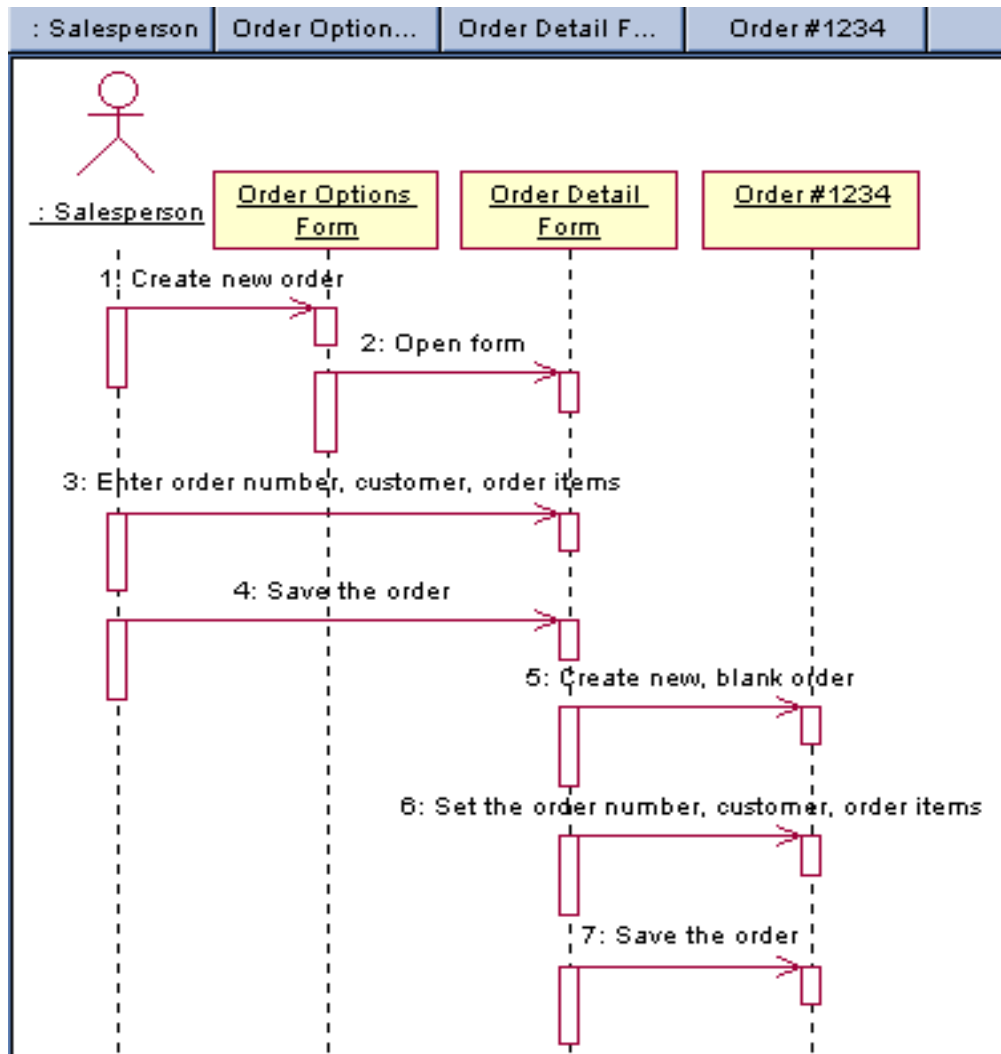 : Salesperson
Order Option...
Order Detail F...
Order #1234
: Salesperson
Order Options
Form
Order Detail
Form
Order #1234
1: Create new order
2: Open form
3: Enter order number, customer, order items
4: Save the order
5: Create new, blank order
6: Set the order number, customer, order items
7: Save the order